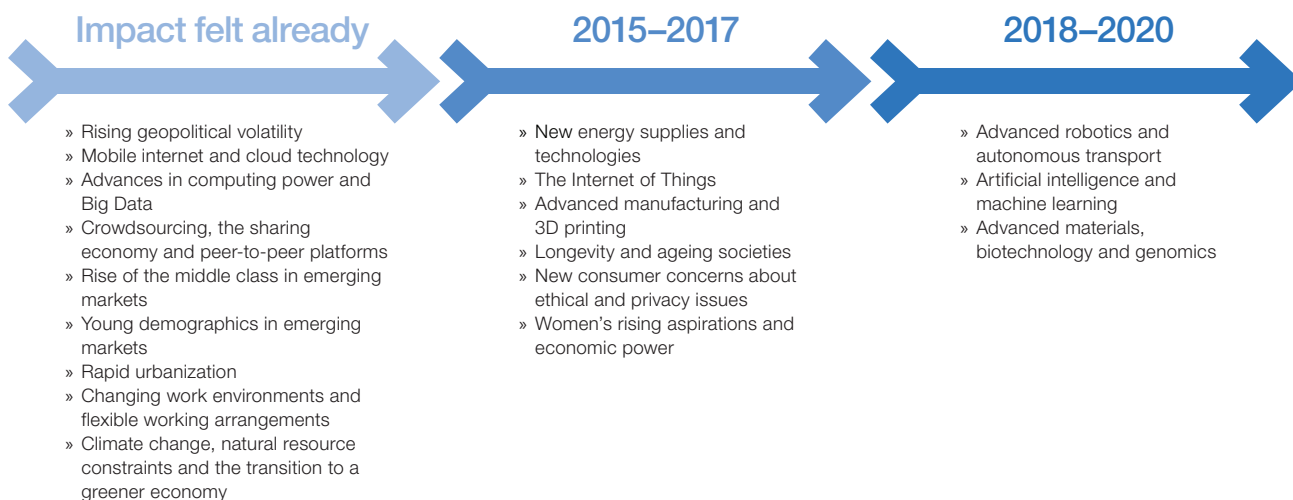 Impact felt already
» Rising geopolitical volatility
» Mobile internet and cloud technology
» Advances in computing power and
Big Data
» Crowdsourcing, the sharing
economy and peer-to-peer platforms
» Rise of the middle class in emerging
markets
» Young demographics in emerging
markets
» Rapid urbanization
» Changing work environments and
flexible working arrangements
» Climate change, natural resource
constraints and the transition to a
greener economy
2015–2017
» New energy supplies and
technologies
» The Internet of Things
» Advanced manufacturing and
3D printing
» Longevity and ageing societies
» New consumer concerns about
ethical and privacy issues
» Women’s rising aspirations and
economic power
2018–2020
» Advanced robotics and
autonomous transport
» Artificial intelligence and
machine learning
» Advanced materials,
biotechnology and genomics